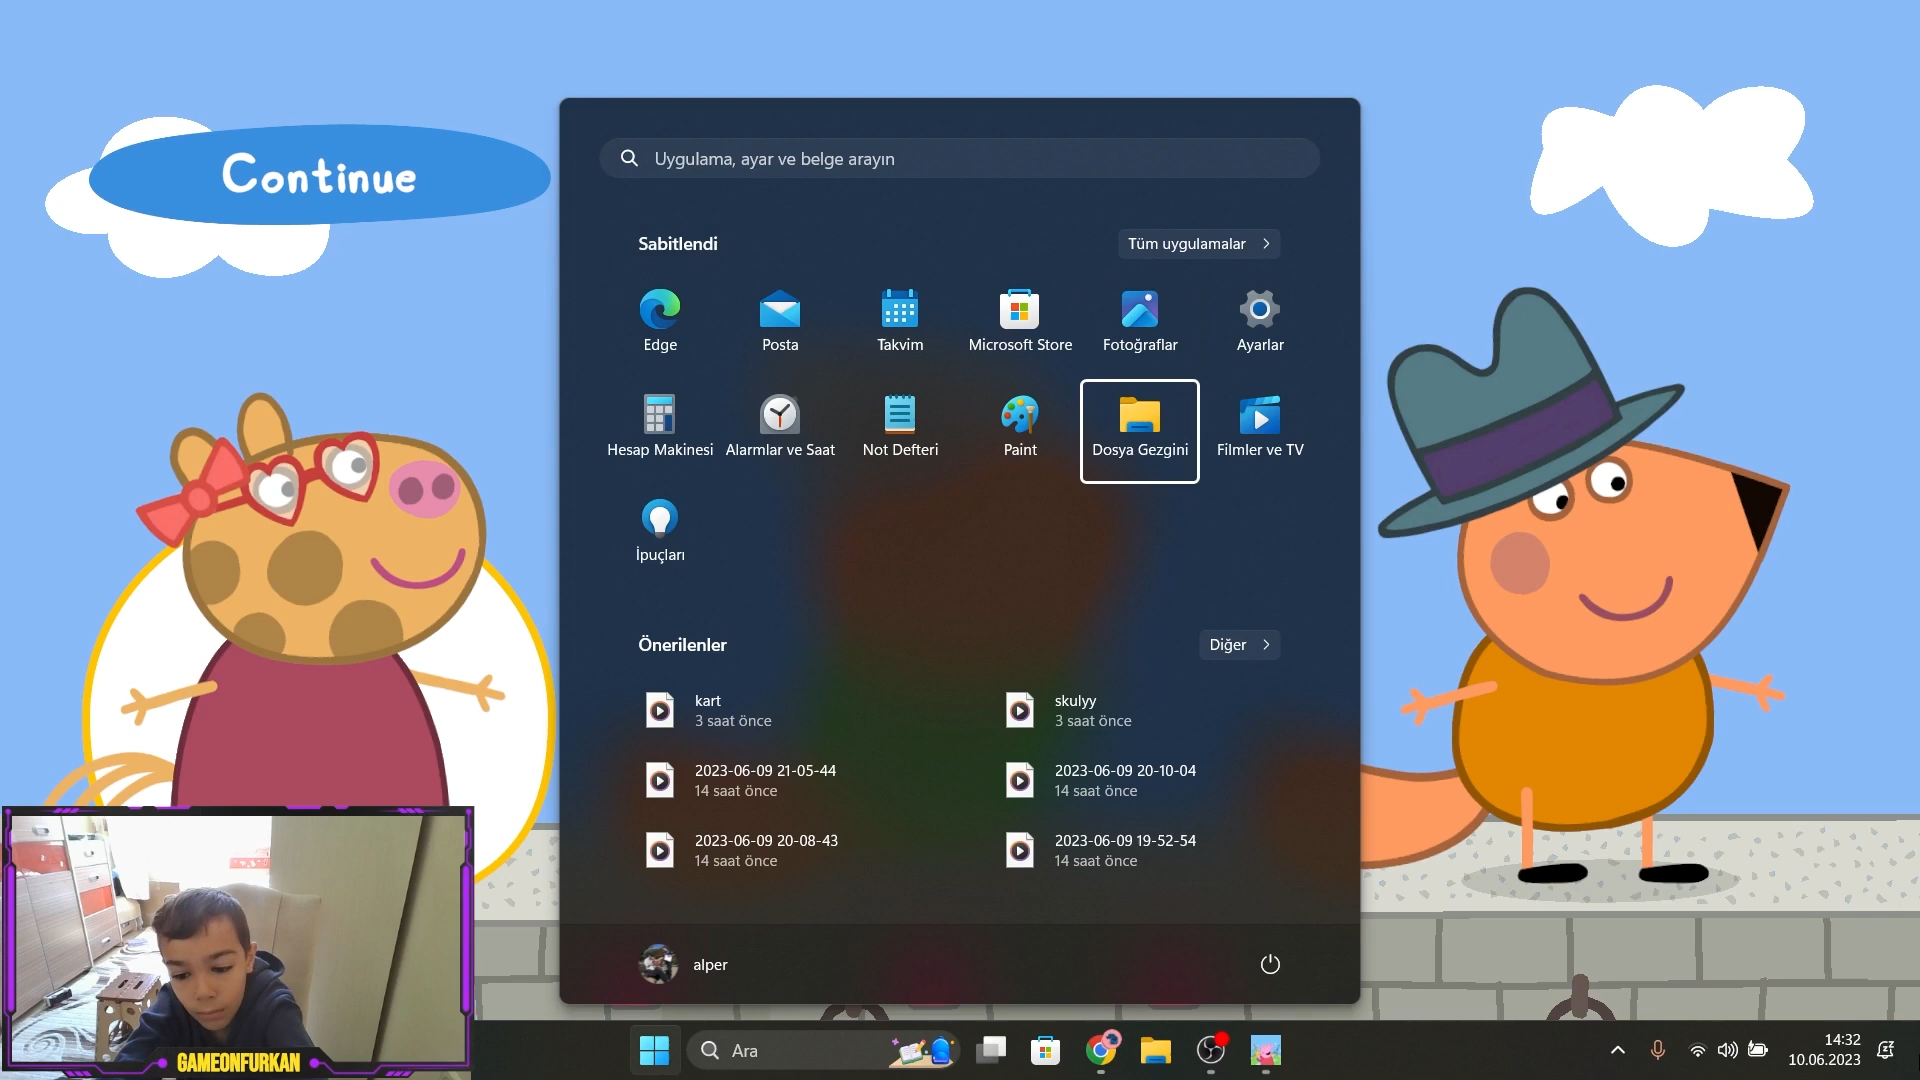 Continue
Uygulama, ayar ve belge arayın
Sabitlendi
Tüm uygulamalar
Edge
Posta
Takvim
Microsoft Store
Fotoğraflar
Ayarlar
Hesap Makinesi
Alarmlar ve Saat
Not Defteri
Paint
Dosya Gezgini
Filmler ve TV
İpuçları
Önerilenler
Diğer
kart
3 saat önce
skulyy
3 saat önce
2023-06-09 21-05-44
14 saat önce
2023-06-09 20-10-04
14 saat önce
2023-06-09 20-08-43
14 saat önce
2023-06-09 19-52-54
14 saat önce
alper
GAMEONFURKAN
Ara
14:32
10.06.2023